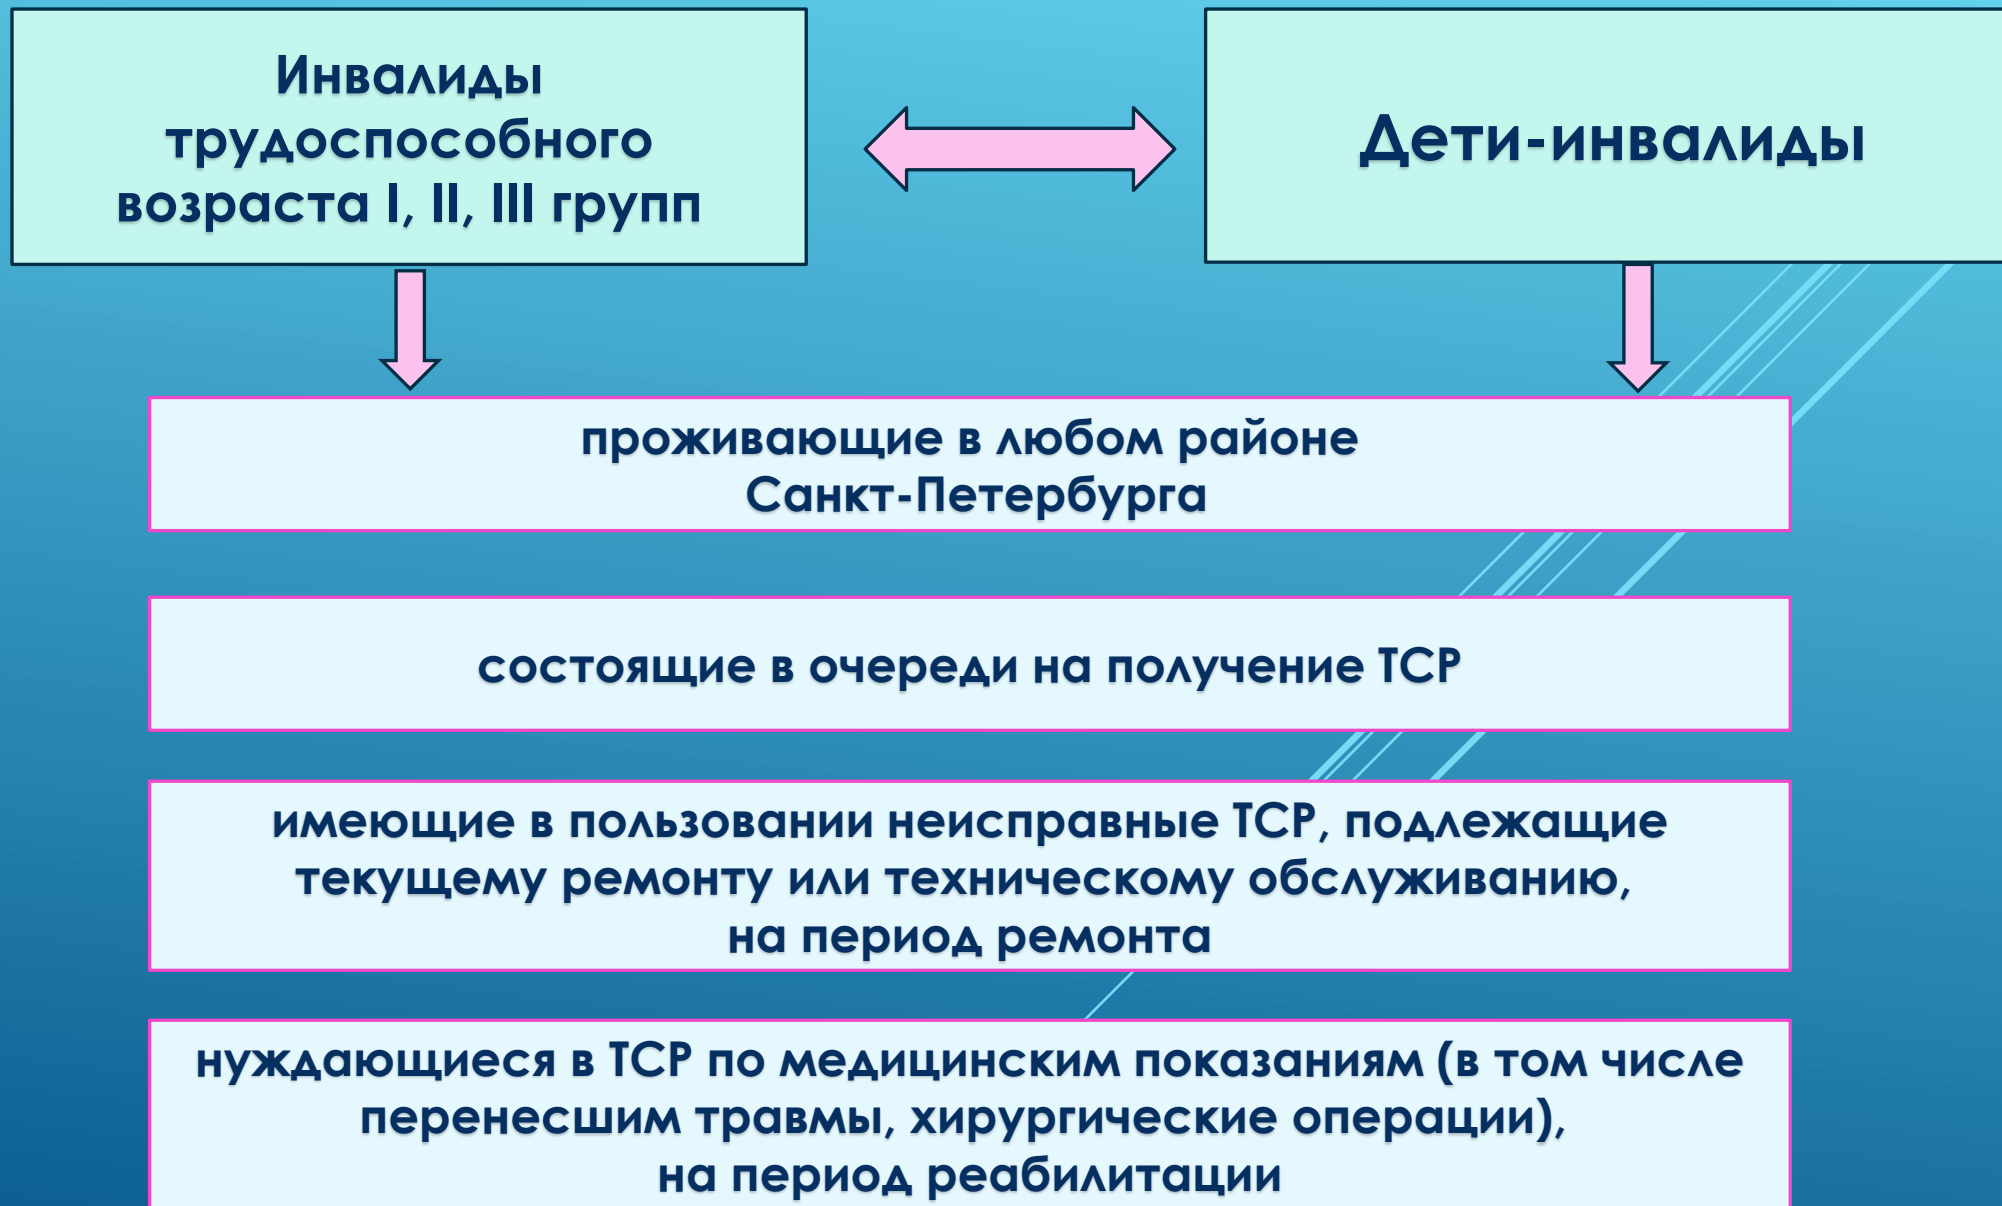 Инвалиды
трудоспособного
возраста I, II, III групп
Дети-инвалиды
проживающие в любом районе
Санкт-Петербурга
состоящие в очереди на получение ТСР
имеющие в пользовании неисправные ТСР, подлежащие
текущему ремонту или техническому обслуживанию,
на период ремонта
нуждающиеся в ТСР по медицинским показаниям (в том числе
перенесшим травмы, хирургические операции),
на период реабилитации